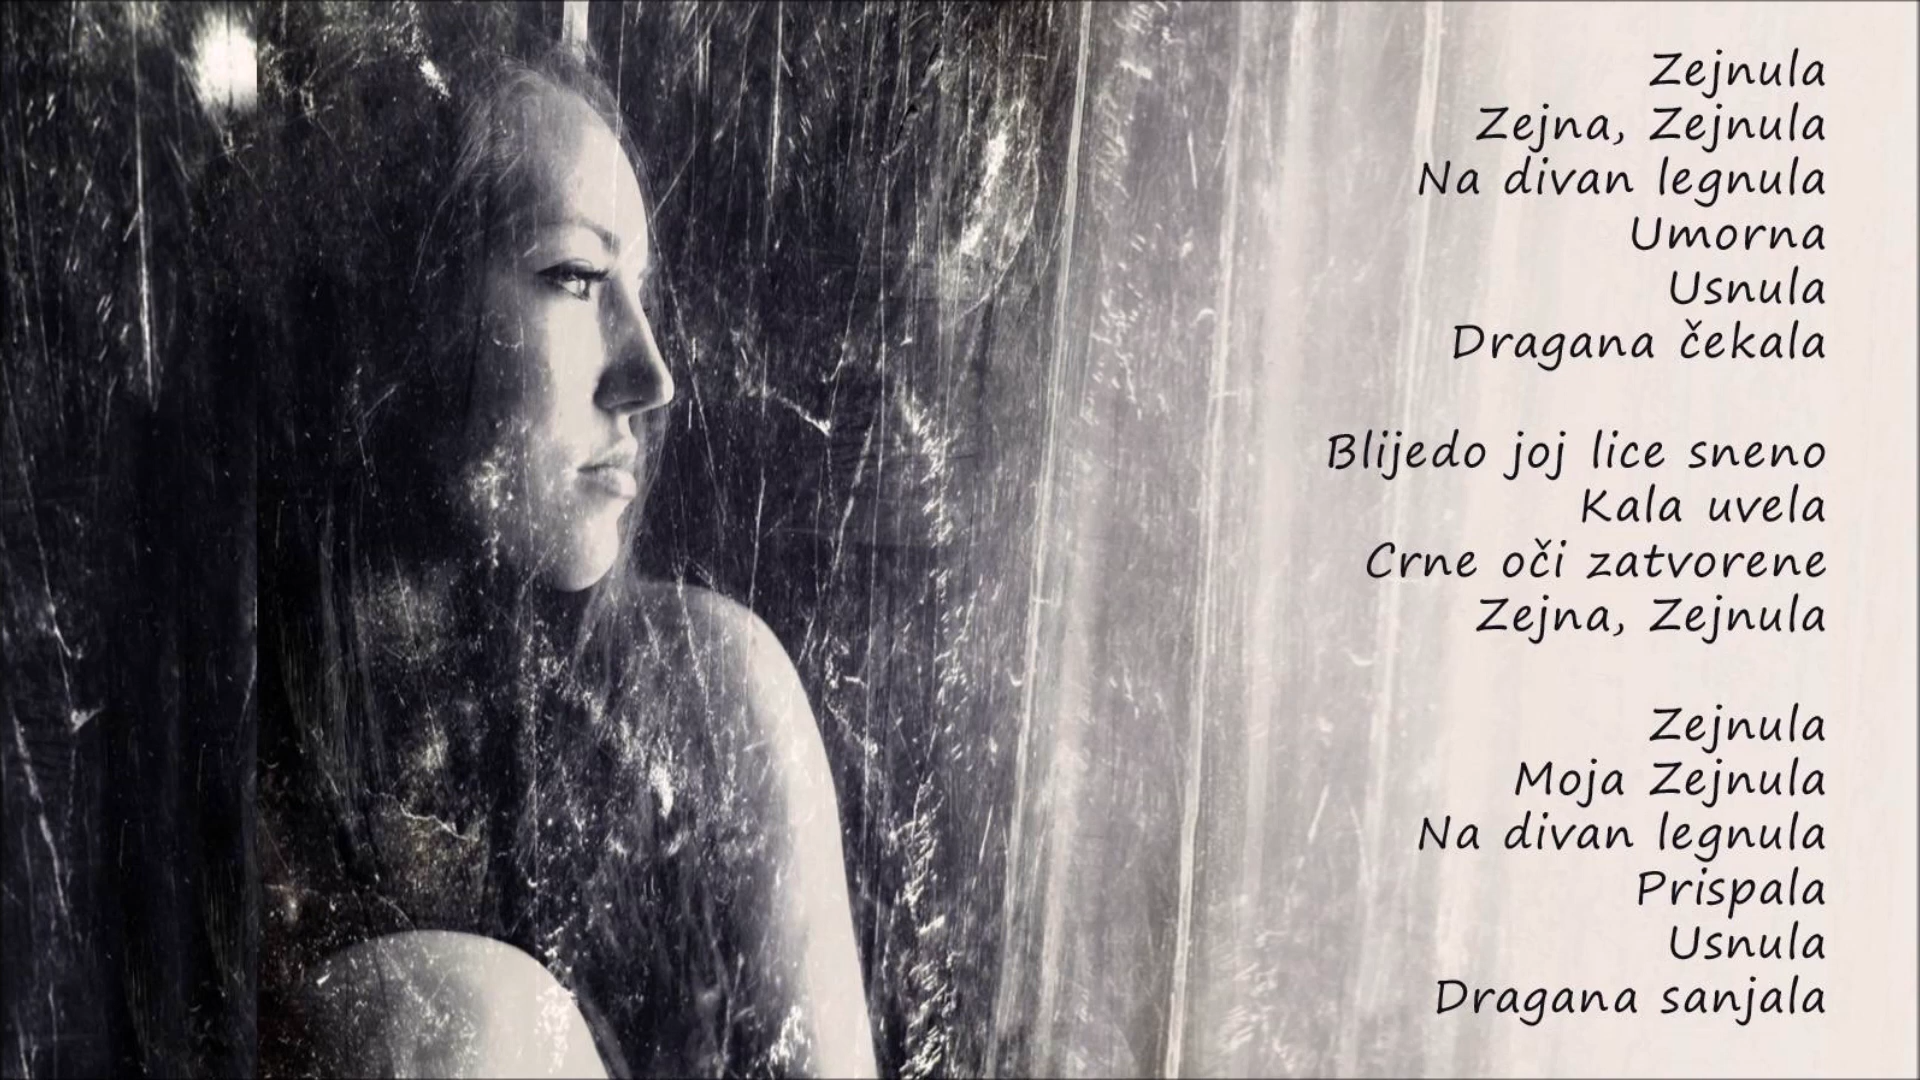 Zejnula
Zejna, Zejnula
Na divan legnula
Umorna
Usnula
Dragana čekala
Blijedo joj lice sneno
Kala uvela
Crne oči zatvorene
Zejna, Zejnula
Zejnula
Moja Zejnula
Na divan legnula
Prispala
Usnula
Dragana sanjala